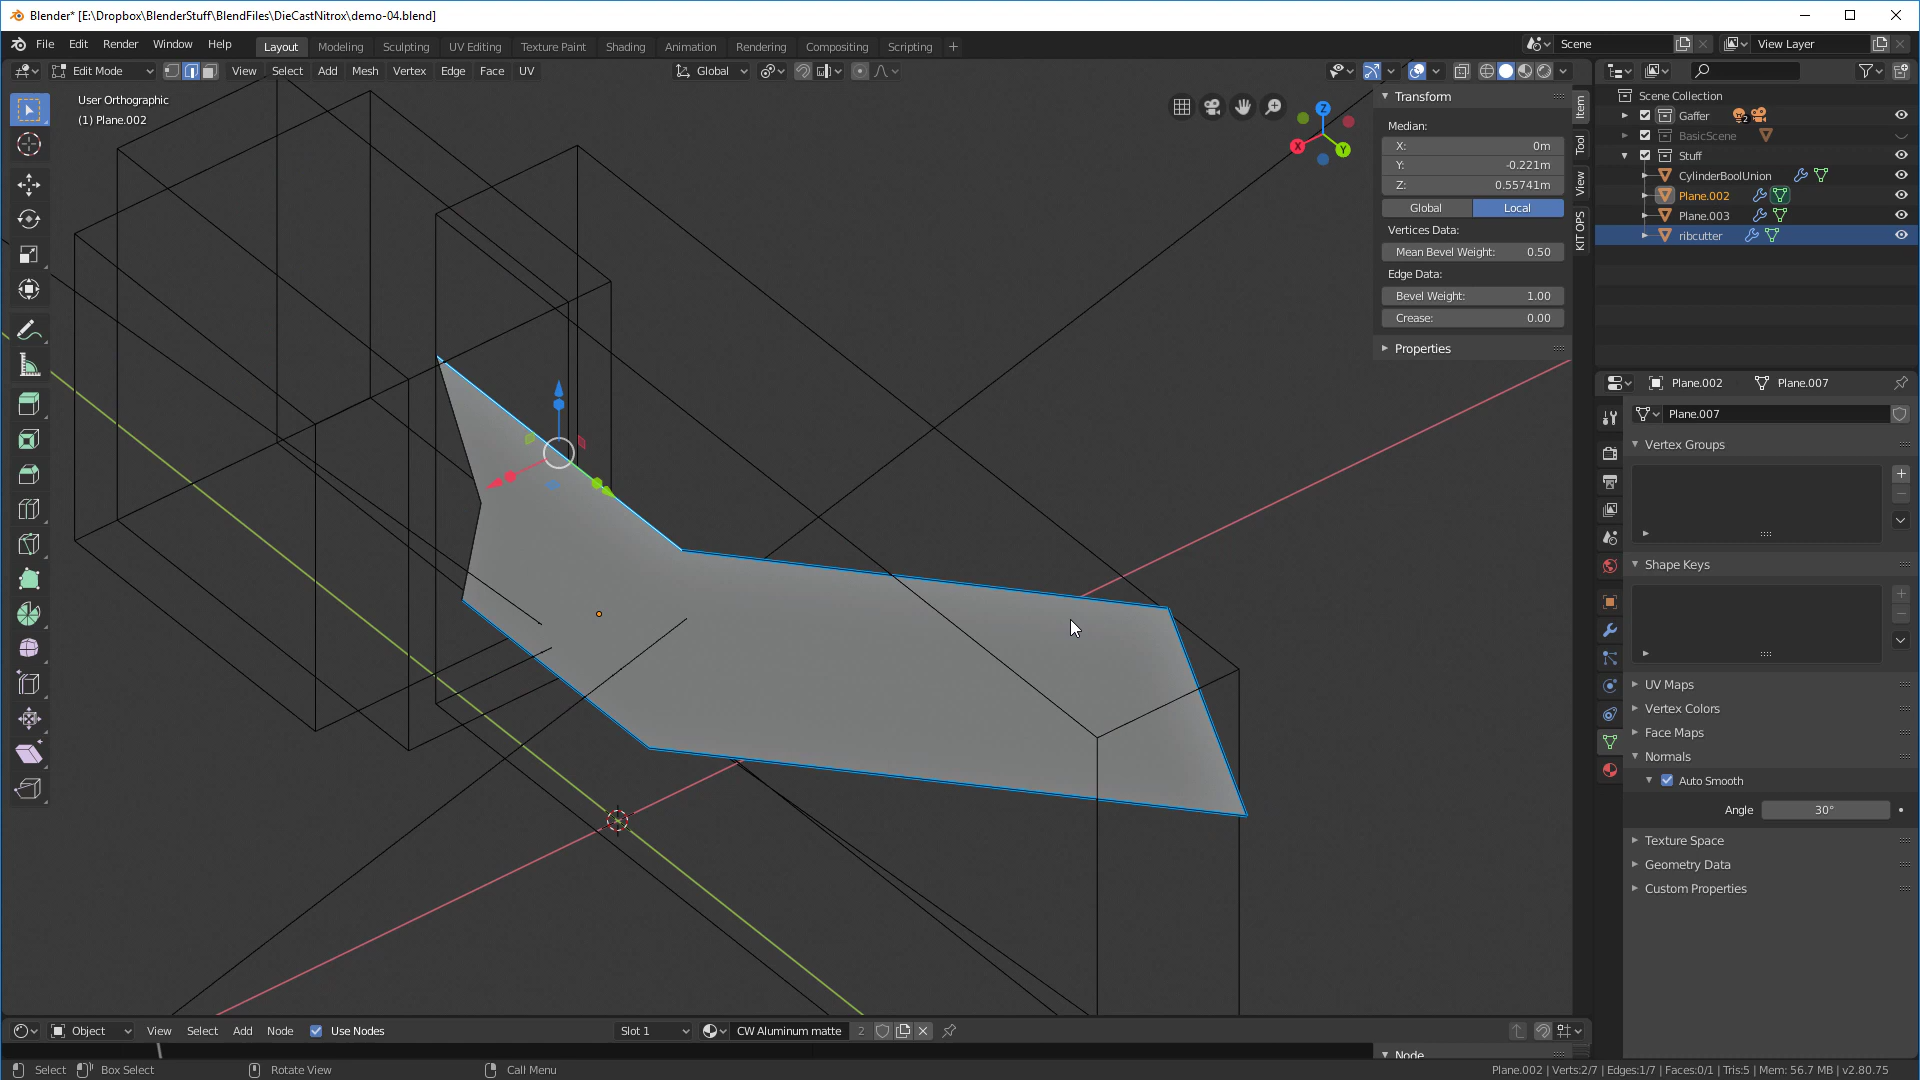 Blender* [E:\Dropbox\BlenderStuff\BlendFiles\DieCastNitrox\demo-04.blend]
File Edit Render Window Help Layout Modeling Sculpting UV Editing Texture Paint Shading Animation Rendering Compositing Scripting + Scene View Layer
Edit Mode View Select Add Mesh Vertex Edge Face UV Global
User Orthographic
(1) Plane.002
Z
X
Y
Transform
Median:
X: 0m
Y: -0.221m
Z: 0.55741m
Global Local
Vertices Data:
Mean Bevel Weight: 0.50
Edge Data:
Bevel Weight: 1.00
Crease: 0.00
Properties
Item
Tool
View
KIT OPS
Scene Collection
Gaffer 2
BasicScene
Stuff
CylinderBoolUnion
Plane.002
Plane.003
ribcutter
Plane.002 Plane.007
Plane.007
Vertex Groups
Shape Keys
UV Maps
Vertex Colors
Face Maps
Normals
Auto Smooth
Angle 30°
Texture Space
Geometry Data
Custom Properties
Object View Select Add Node Use Nodes Slot 1 CW Aluminum matte 2
Node
Select Box Select Rotate View Call Menu Plane.002 | Verts:2/7 | Edges:1/7 | Faces:0/1 | Tris:5 | Mem: 56.7 MB | v2.80.75